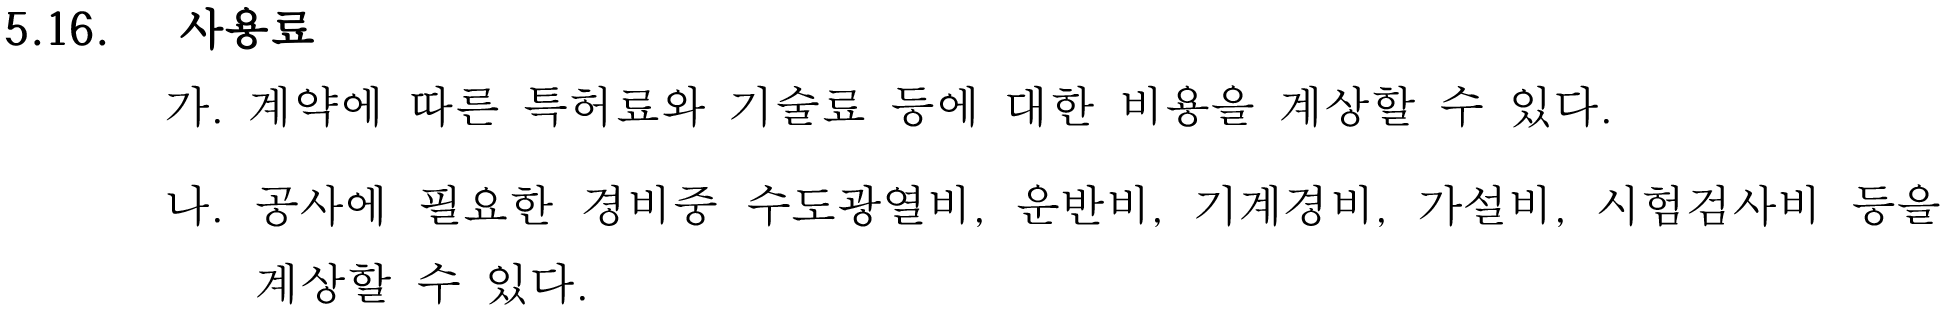 5.16. 사용료
가. 계약에 따른 특허료와 기술료 등에 대한 비용을 계상할 수 있다.
나. 공사에 필요한 경비중 수도광열비, 운반비, 기계경비, 가설비, 시험검사비 등을
계상할 수 있다.